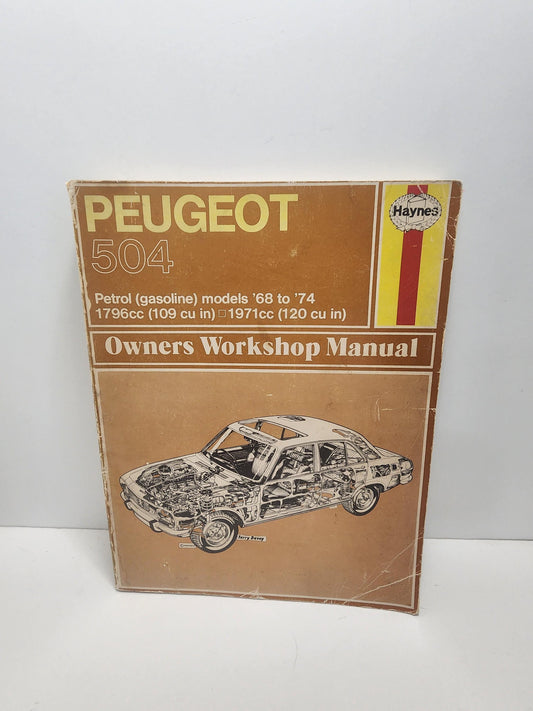 PEUGEOT
504
Haynes
Petrol (gasoline) models '68 to '74
1796cc (109 cu in) □ 1971cc (120 cu in)
Owners Workshop Manual
Terry Davey